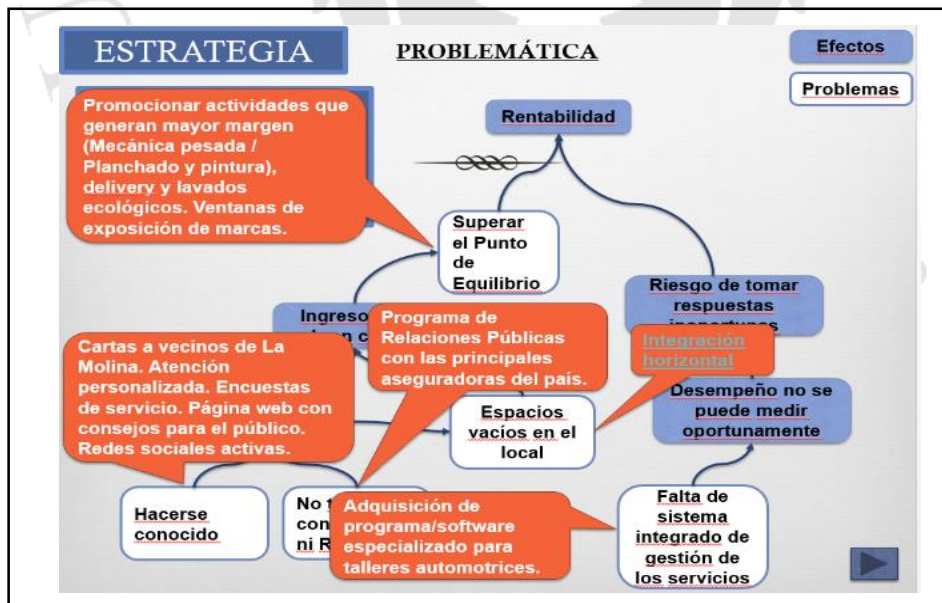 ESTRATEGIA
PROBLEMÁTICA
Efectos
Problemas
Promocionar actividades que
generan mayor margen
(Mecánica pesada /
Planchado y pintura),
delivery y lavados
ecológicos. Ventanas de
exposición de marcas.
Rentabilidad
Superar
el Punto
de
Equilibrio
Riesgo de tomar
respuestas
Programa de
Relaciones Públicas
con las principales
aseguradoras del país.
Integración
horizontal
Cartas a vecinos de La
Molina. Atención
personalizada. Encuestas
de servicio. Página web con
consejos para el público.
Redes sociales activas.
Espacios
vacíos en el
local
Desempeño no se
puede medir
oportunamente
Hacerse
conocido
No
ni
Adquisición de
programa/software
especializado para
talleres automotrices.
Falta de
sistema
integrado de
gestión de
los servicios